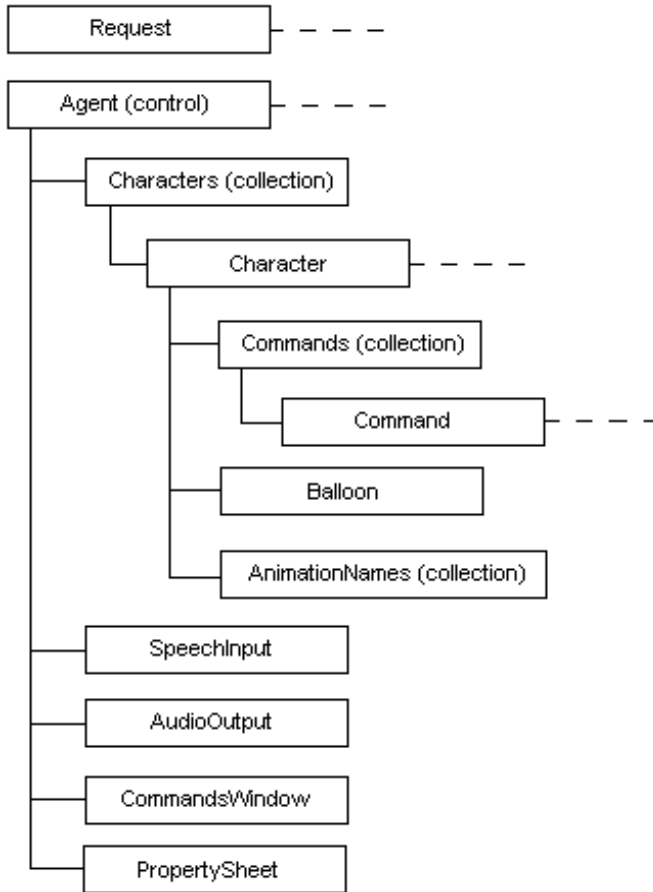 Request
Agent (control)
Characters (collection)
Character
Commands (collection)
Command
Balloon
AnimationNames (collection)
SpeechInput
AudioOutput
CommandsWindow
PropertySheet